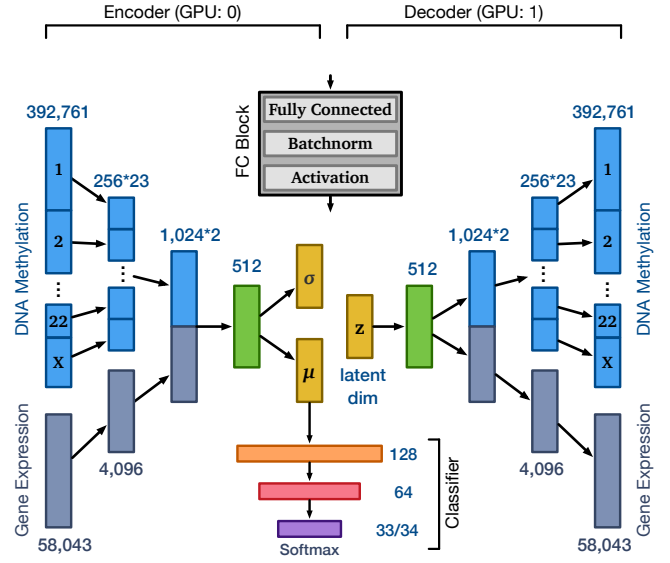 Encoder (GPU: 0)
Decoder (GPU: 1)
FC Block
Fully Connected
Batchnorm
Activation
392,761
DNA Methylation
1
2
...
22
X
256*23
...
1,024*2
512
σ
μ
Gene Expression
58,043
4,096
z
latent
dim
512
1,024*2
256*23
...
392,761
DNA Methylation
1
2
...
22
X
4,096
Gene Expression
58,043
128
64
33/34
Softmax
Classifier